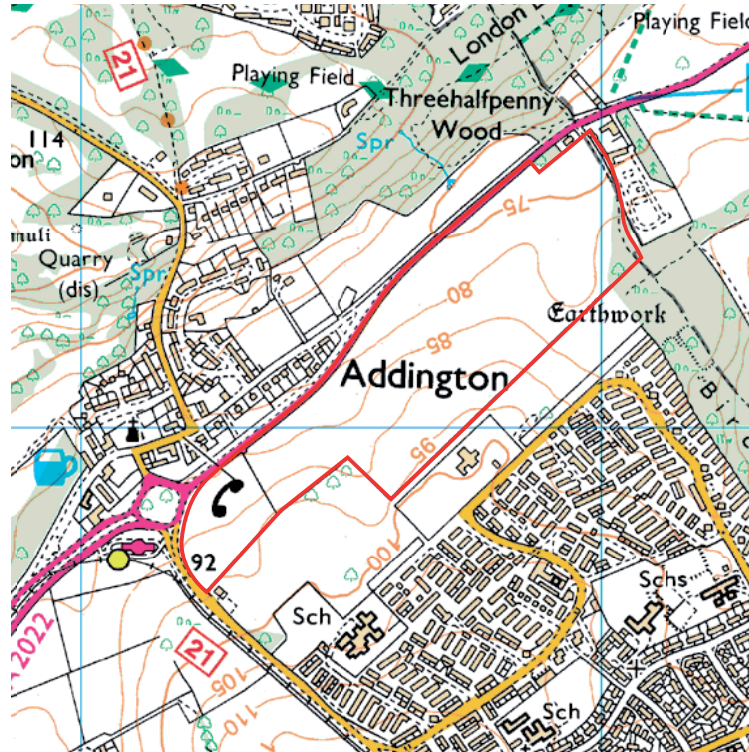 Playing Field
London
21
Playing Field
Threehalfpenny
Wood
114
Spr
75
Quarry
(dis)
Spr
80
Earthwork
85
Addington
95
92
100
Schs
Sch
21
A2022
105
110
Sch